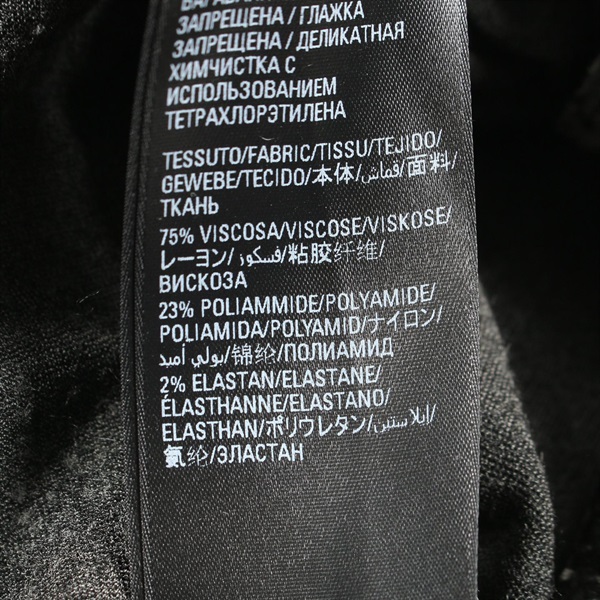 ЗАПРЕЩЕНА / ГЛАЖКА
ЗАПРЕЩЕНА / ДЕЛИКАТНАЯ
ХИМЧИСТКА С
ИСПОЛЬЗОВАНИЕМ
ТЕТРАХЛОРЭТИЛЕНА
TESSUTO/FABRIC/TISSU/TEJIDO/
GEWEBE/TECIDO/本体/قماش/面料/
ТКАНЬ
75% VISCOSA/VISCOSE/VISKOSE/
レーヨン/فسكوز/粘胶纤维/
ВИСКОЗА
23% POLIAMMIDE/POLYAMIDE/
POLIAMIDA/POLYAMID/ナイロン/
بولي أميد/锦纶/ПОЛИАМИД
2% ELASTAN/ELASTANE/
ÉLASTHANNE/ELASTANO/
ELASTHAN/ポリウレタン/إيلاستين/
氨纶/ЭЛАСТАН